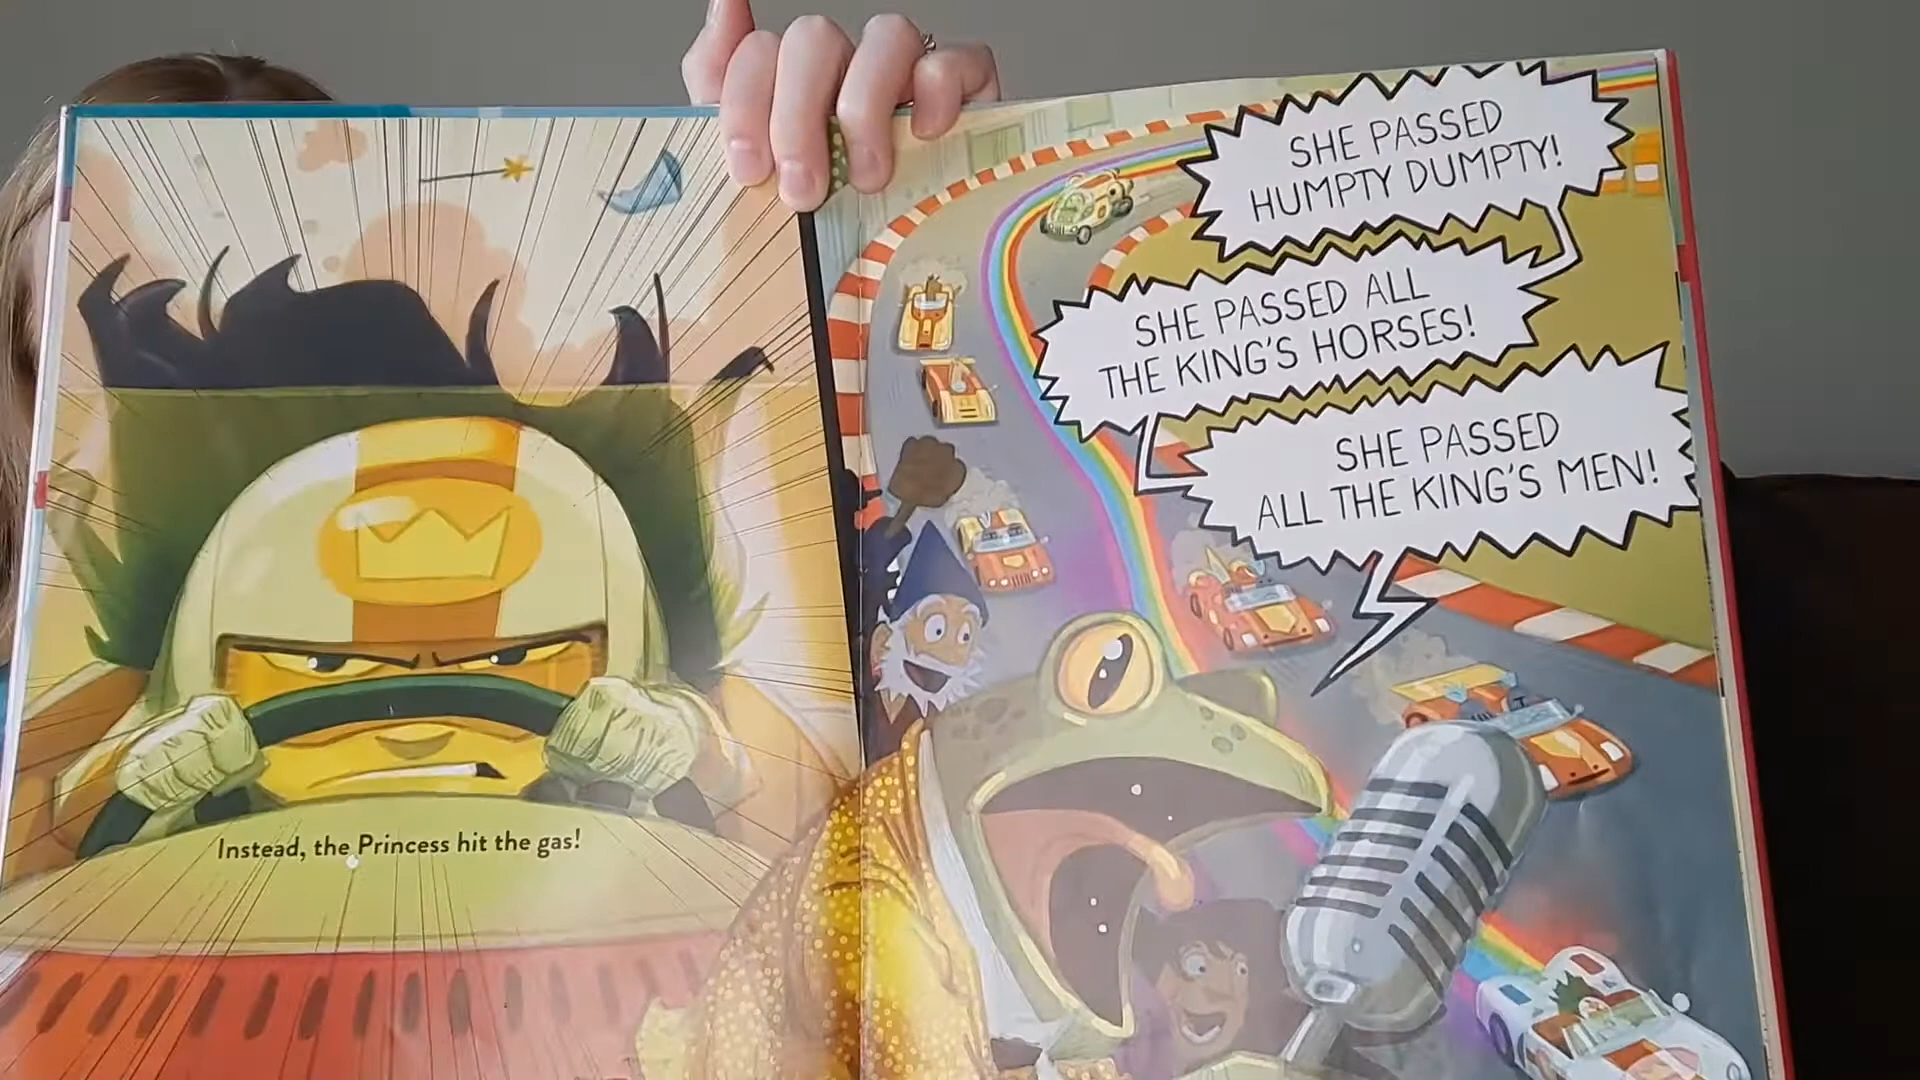 Instead, the Princess hit the gas!
SHE PASSED
HUMPTY DUMPTY!
SHE PASSED ALL
THE KING'S HORSES!
SHE PASSED
ALL THE KING'S MEN!